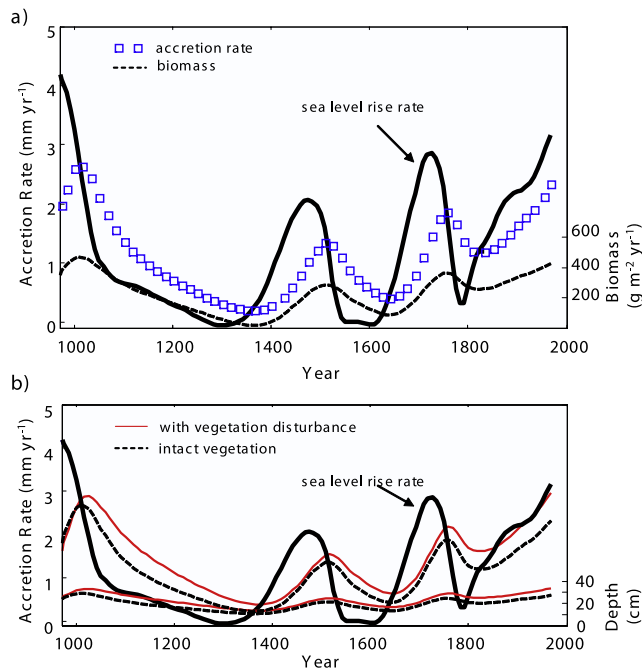 a)
5
4
3
2
1
0
Accretion Rate (mm yr⁻¹)
accretion rate
biomass
sea level rise rate
600
400
200
Biomass
(g m⁻² yr¹)
1000 1200 1400 1600 1800 2000
Year
b)
5
4
3
2
1
0
Accretion Rate (mm yr⁻¹)
with vegetation disturbance
intact vegetation
sea level rise rate
40
20
0
Depth
(cm)
1000 1200 1400 1600 1800 2000
Year